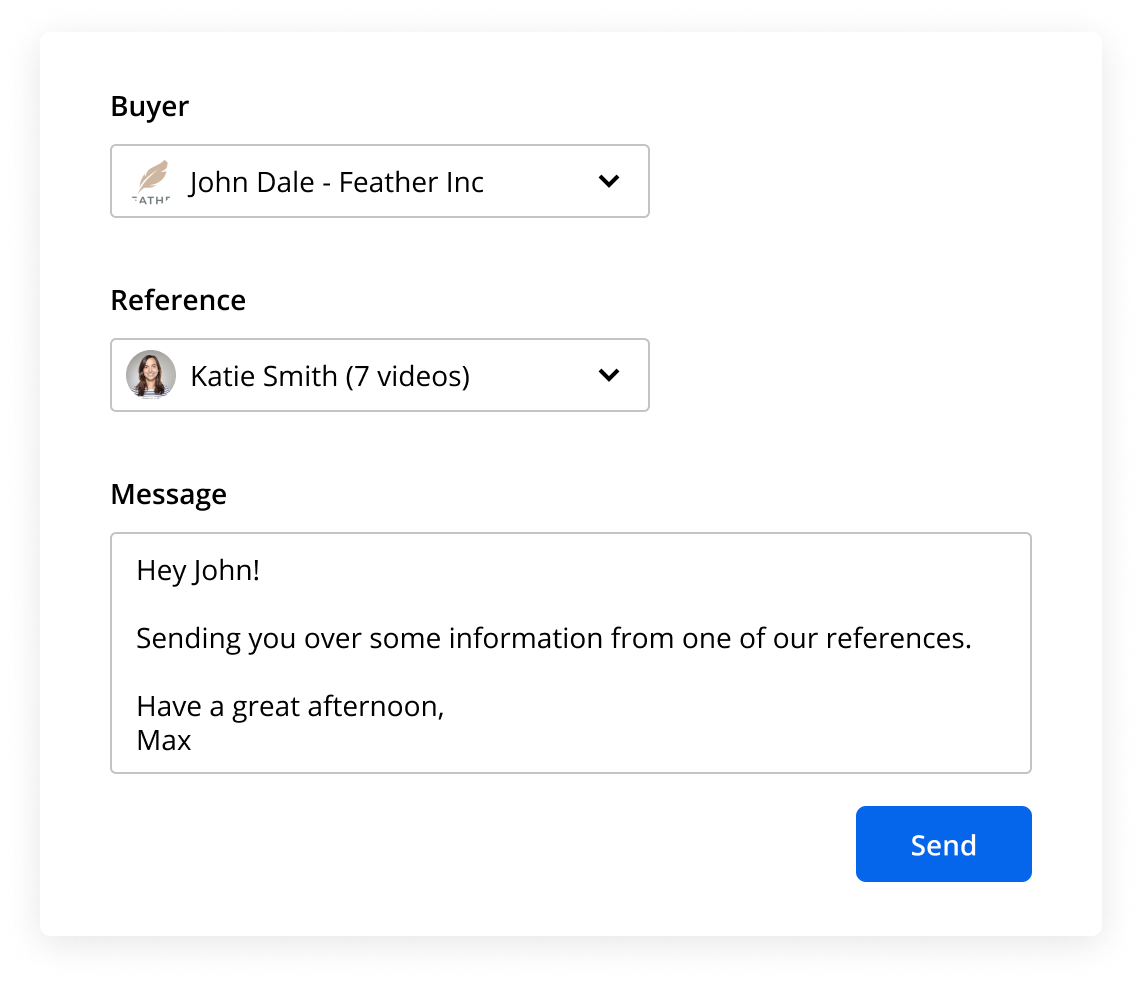 Buyer
John Dale - Feather Inc
Reference
Katie Smith (7 videos)
Message
Hey John!
Sending you over some information from one of our references.
Have a great afternoon,
Max
Send